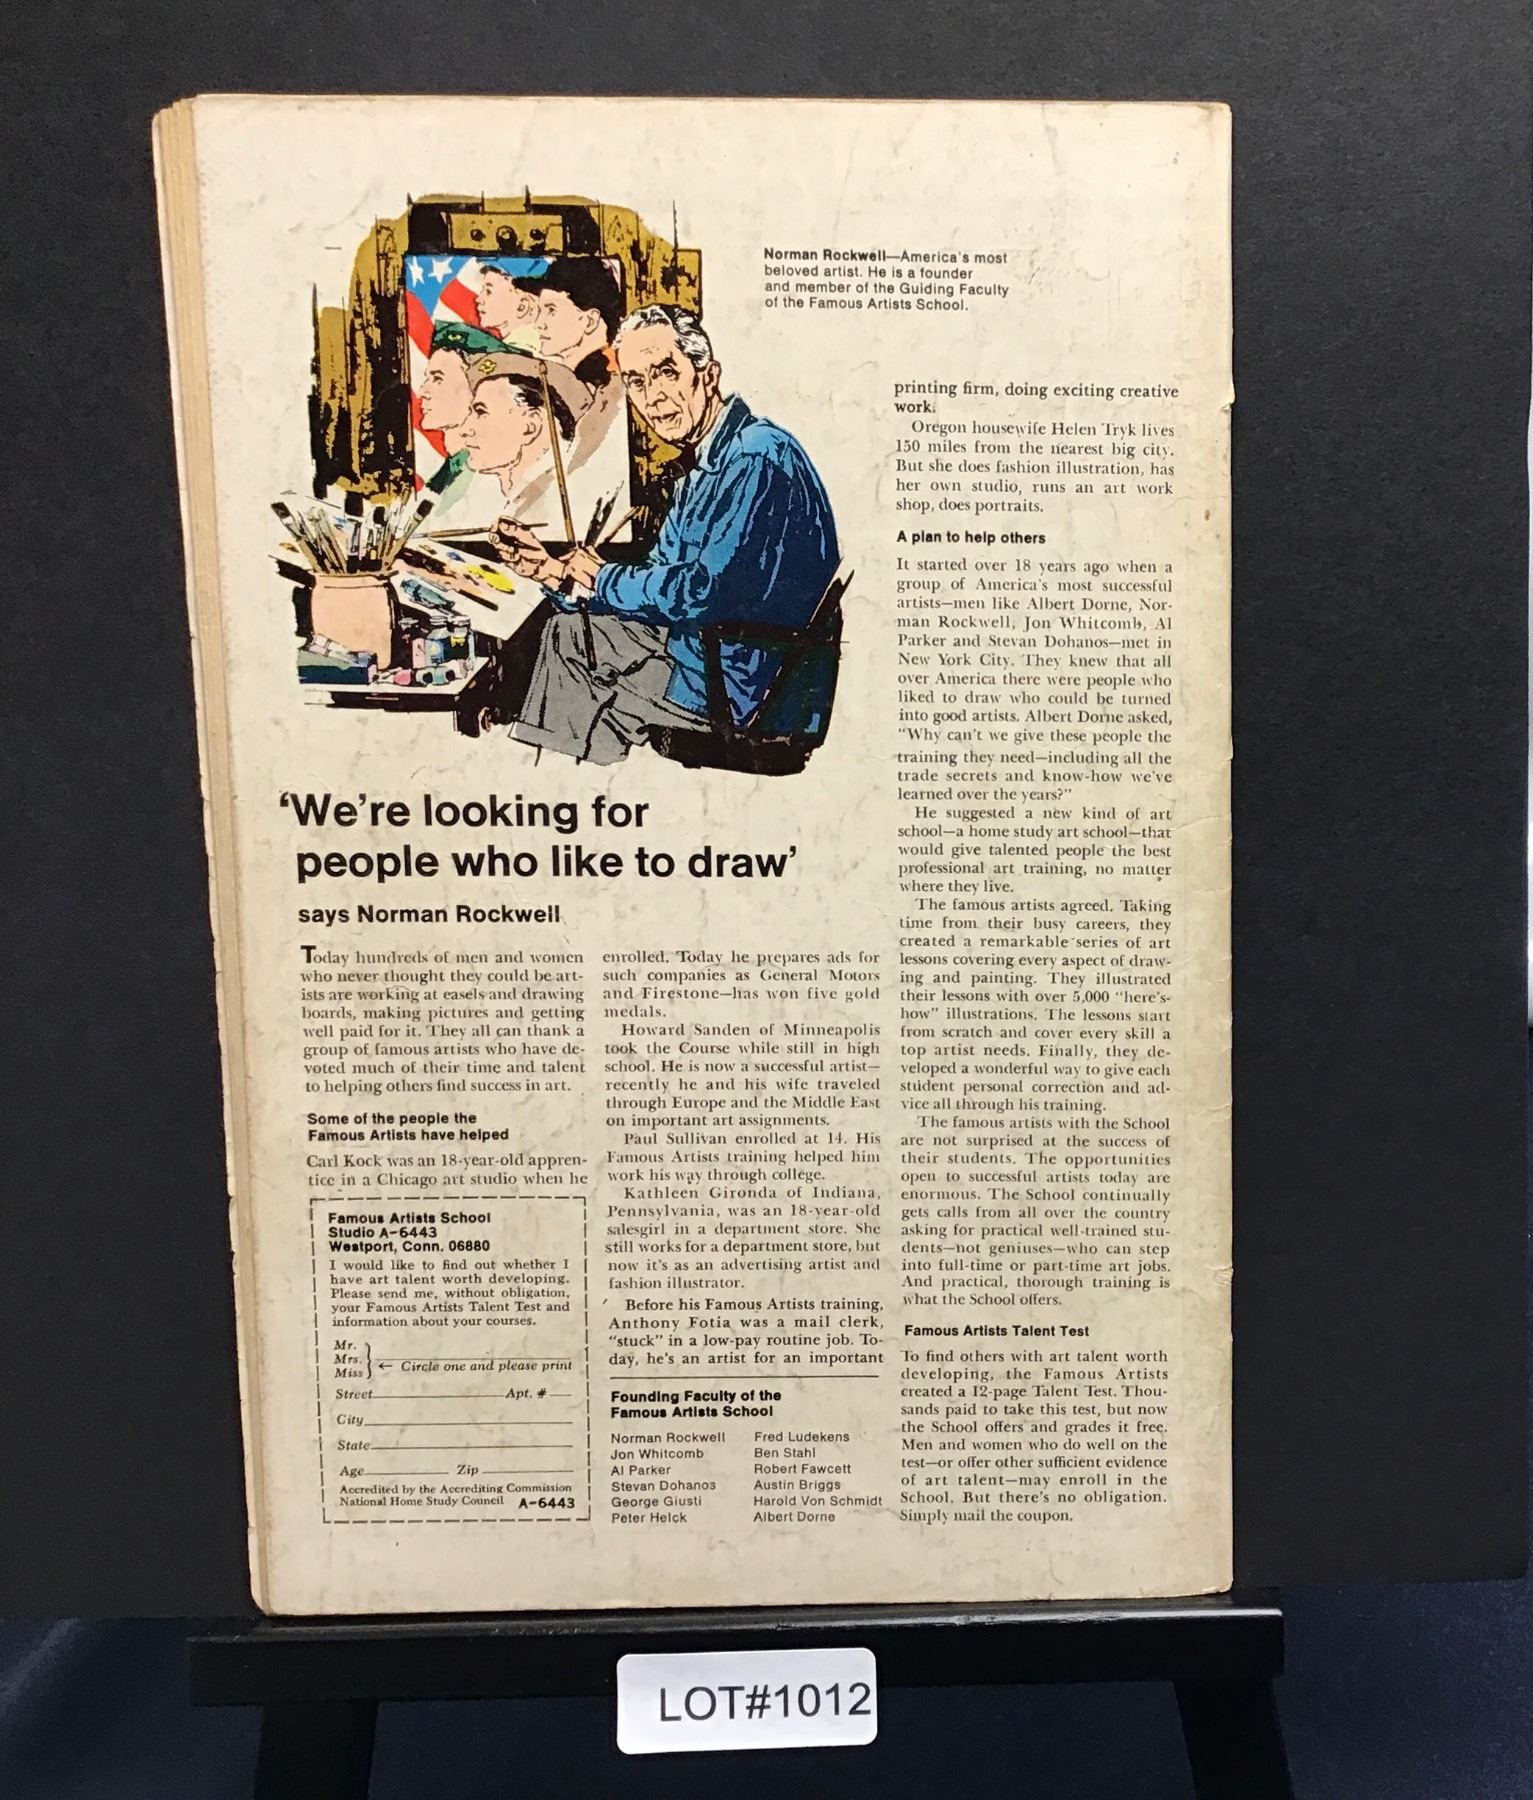 Norman Rockwell—America's most
beloved artist. He is a founder
and member of the Guiding Faculty
of the Famous Artists School.
'We're looking for
people who like to draw'
says Norman Rockwell
Today hundreds of men and women
who never thought they could be art-
ists are working at easels and drawing
boards, making pictures and getting
well paid for it. They all can thank a
group of famous artists who have de-
voted much of their time and talent
to helping others find success in art.
Some of the people the
Famous Artists have helped
Carl Kock was an 18-year-old appren-
tice in a Chicago art studio when he
enrolled. Today he prepares ads for
such companies as General Motors
and Firestone—has won five gold
medals.
Howard Sanden of Minneapolis
took the Course while still in high
school. He is now a successful artist—
recently he and his wife traveled
through Europe and the Middle East
on important art assignments.
Paul Sullivan enrolled at 14. His
Famous Artists training helped him
work his way through college.
Kathleen Gironda of Indiana,
Pennsylvania, was an 18-year-old
salesgirl in a department store. She
still works for a department store, but
now it's as an advertising artist and
fashion illustrator.
Before his Famous Artists training,
Anthony Fotia was a mail clerk,
"stuck" in a low-pay routine job. To-
day, he's an artist for an important
printing firm, doing exciting creative
work.
Oregon housewife Helen Tryk lives
150 miles from the nearest big city.
But she does fashion illustration, has
her own studio, runs an art work
shop, does portraits.
A plan to help others
It started over 18 years ago when a
group of America's most successful
artists—men like Albert Dorne, Nor-
man Rockwell, Jon Whitcomb, Al
Parker and Stevan Dohanos—met in
New York City. They knew that all
over America there were people who
liked to draw who could be turned
into good artists. Albert Dorne asked,
"Why can't we give these people the
training they need—including all the
trade secrets and know-how we've
learned over the years?"
He suggested a new kind of art
school—a home study art school—that
would give talented people the best
professional art training, no matter
where they live.
The famous artists agreed. Taking
time from their busy careers, they
created a remarkable series of art
lessons covering every aspect of draw-
ing and painting. They illustrated
their lessons with over 5,000 "here's-
how" illustrations. The lessons start
from scratch and cover every skill a
top artist needs. Finally, they de-
veloped a wonderful way to give each
student personal correction and ad-
vice all through his training.
The famous artists with the School
are not surprised at the success of
their students. The opportunities
open to successful artists today are
enormous. The School continually
gets calls from all over the country
asking for practical well-trained stu-
dents—not geniuses—who can step
into full-time or part-time art jobs.
And practical, thorough training is
what the School offers.
Famous Artists Talent Test
To find others with art talent worth
developing, the Famous Artists
created a 12-page Talent Test. Thou-
sands paid to take this test, but now
the School offers and grades it free.
Men and women who do well on the
test—or offer other sufficient evidence
of art talent—may enroll in the
School. But there's no obligation.
Simply mail the coupon.
Famous Artists School
Studio A-6443
Westport, Conn. 06880
I would like to find out whether I
have art talent worth developing.
Please send me, without obligation,
your Famous Artists Talent Test and
information about your courses.
Mr.
Mrs.
Miss
← Circle one and please print
Street Apt. #
City
State
Age Zip
Accredited by the Accrediting Commission
National Home Study Council A-6443
Founding Faculty of the
Famous Artists School
Norman Rockwell
Jon Whitcomb
Al Parker
Stevan Dohanos
George Giusti
Peter Helck
Fred Ludekens
Ben Stahl
Robert Fawcett
Austin Briggs
Harold Von Schmidt
Albert Dorne
LOT#1012